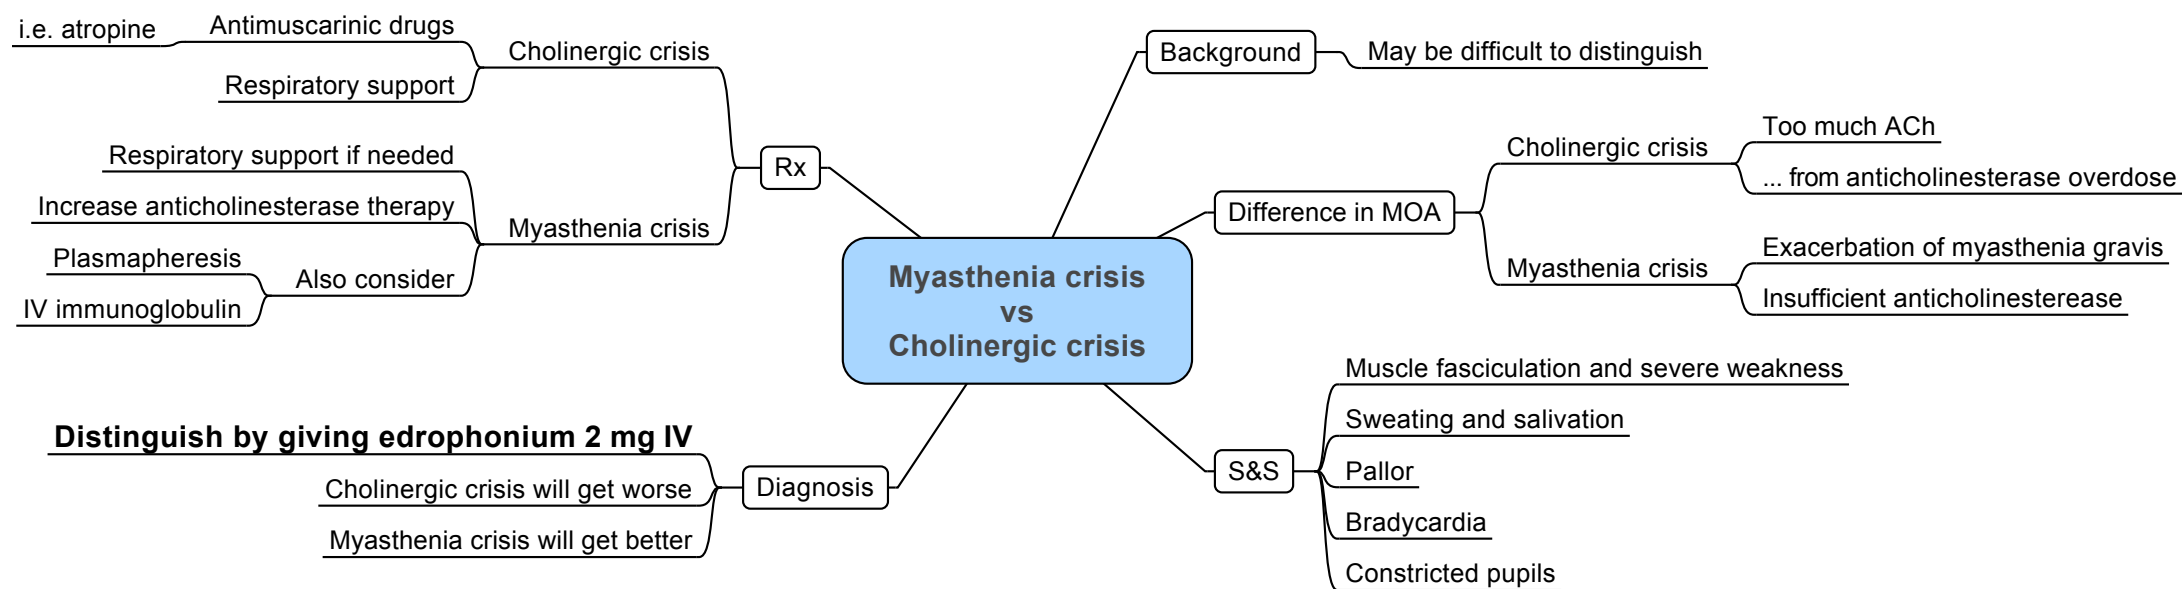 Myasthenia crisis
vs
Cholinergic crisis
Background
May be difficult to distinguish
Difference in MOA
Cholinergic crisis
Too much ACh
... from anticholinesterase overdose
Myasthenia crisis
Exacerbation of myasthenia gravis
Insufficient anticholinesterease
S&S
Muscle fasciculation and severe weakness
Sweating and salivation
Pallor
Bradycardia
Constricted pupils
Rx
Cholinergic crisis
Antimuscarinic drugs
i.e. atropine
Respiratory support
Myasthenia crisis
Respiratory support if needed
Increase anticholinesterase therapy
Also consider
Plasmapheresis
IV immunoglobulin
Diagnosis
Distinguish by giving edrophonium 2 mg IV
Cholinergic crisis will get worse
Myasthenia crisis will get better